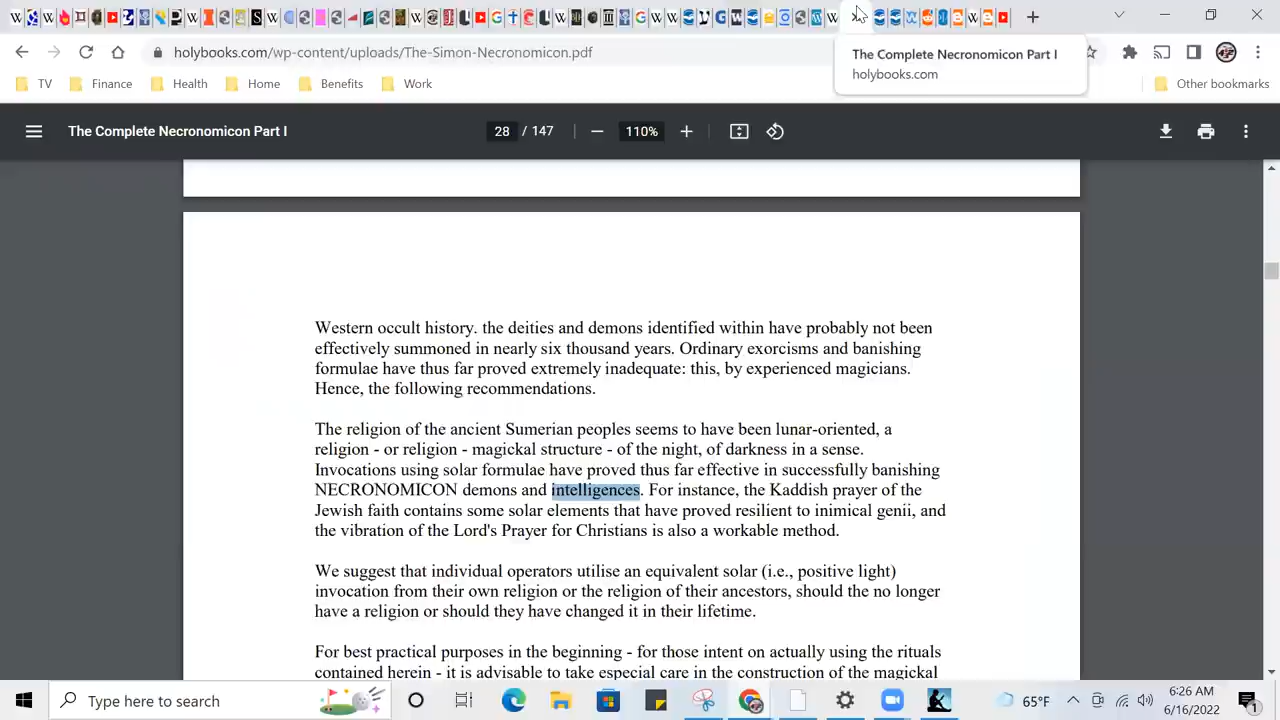 holybooks.com/wp-content/uploads/The-Simon-Necronomicon.pdf
The Complete Necronomicon Part I
holybooks.com
TV
Finance
Health
Home
Benefits
Work
Other bookmarks
The Complete Necronomicon Part I
28 / 147
110%
Western occult history. the deities and demons identified within have probably not been
effectively summoned in nearly six thousand years. Ordinary exorcisms and banishing
formulae have thus far proved extremely inadequate: this, by experienced magicians.
Hence, the following recommendations.
The religion of the ancient Sumerian peoples seems to have been lunar-oriented, a
religion - or religion - magickal structure - of the night, of darkness in a sense.
Invocations using solar formulae have proved thus far effective in successfully banishing
NECRONOMICON demons and intelligences. For instance, the Kaddish prayer of the
Jewish faith contains some solar elements that have proved resilient to inimical genii, and
the vibration of the Lord's Prayer for Christians is also a workable method.
We suggest that individual operators utilise an equivalent solar (i.e., positive light)
invocation from their own religion or the religion of their ancestors, should the no longer
have a religion or should they have changed it in their lifetime.
For best practical purposes in the beginning - for those intent on actually using the rituals
contained herein - it is advisable to take especial care in the construction of the magickal
Type here to search
65°F
6:26 AM
6/16/2022
1